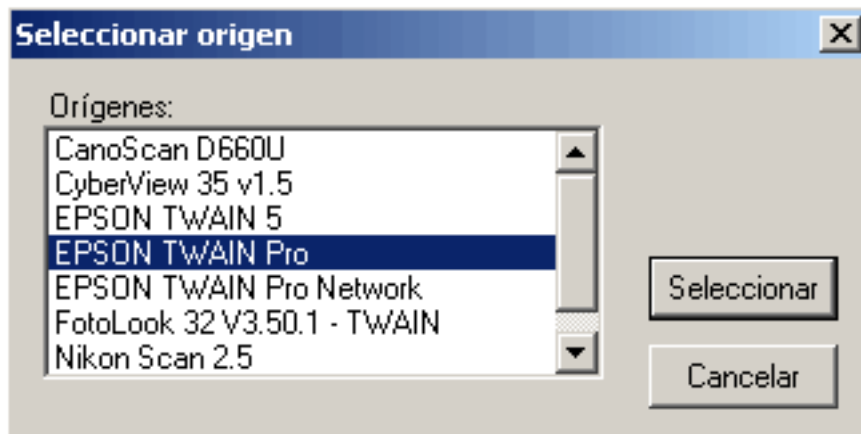 Seleccionar origen
Orígenes:
CanoScan D660U
CyberView 35 v1.5
EPSON TWAIN 5
EPSON TWAIN Pro
EPSON TWAIN Pro Network
FotoLook 32 V3.50.1 - TWAIN
Nikon Scan 2.5
Seleccionar
Cancelar